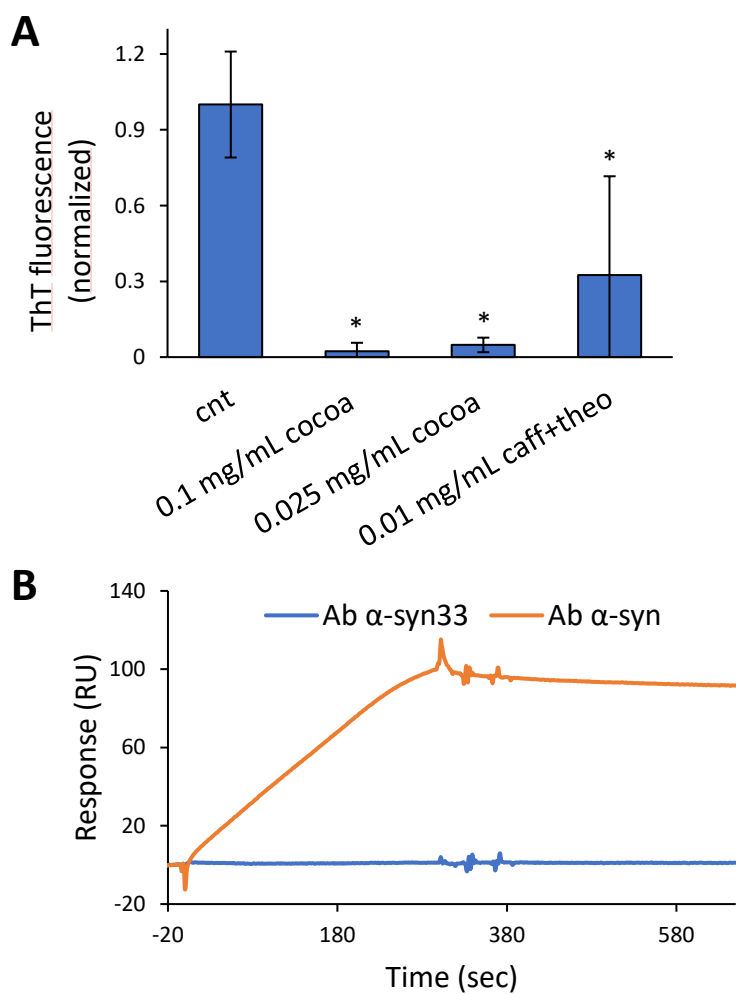 A
ThT fluorescence
(normalized)
1.2
0.9
0.6
0.3
0
*
*
*
cnt
0.1 mg/mL cocoa
0.025 mg/mL cocoa
0.01 mg/mL caff+theo
B
Response (RU)
140
100
60
20
-20
Ab α-syn33
Ab α-syn
-20
180
380
580
Time (sec)